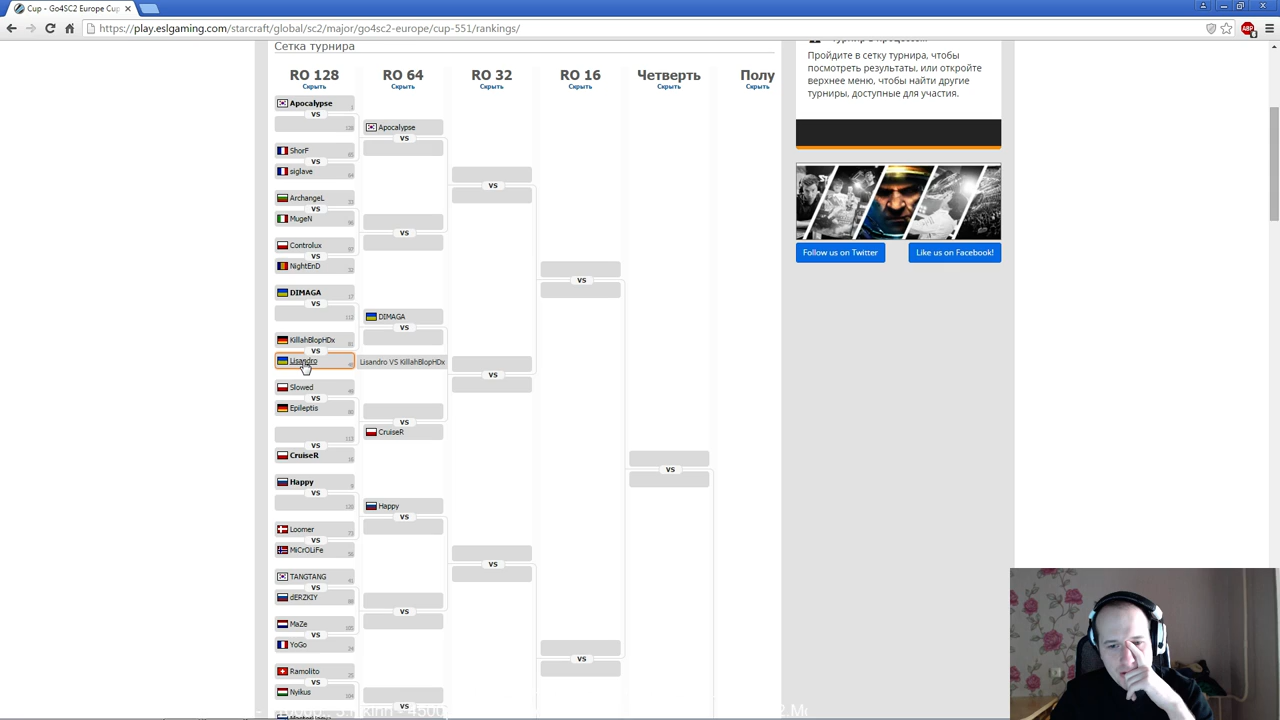 Cup - Go4SC2 Europe Cup
https://play.eslgaming.com/starcraft/global/sc2/major/go4sc2-europe/cup-551/rankings/
Сетка турнира
RO 128 RO 64 RO 32 RO 16 Четверть Полу
Скрыть Скрыть Скрыть Скрыть Скрыть Скрыть
Apocalypse
VS
Apocalypse
VS
ShorF
VS
siglave
VS
ArchangeL
VS
MugeN
VS
Controlux
VS
NightEnD
VS
DIMAGA
VS
DIMAGA
VS
KillahBlopHDx
VS
Lisandro
Lisandro VS KillahBlopHDx
VS
Slowed
VS
Epileptis
VS
CruiseR
VS
CruiseR
VS
Happy
VS
Happy
VS
Loomer
VS
MiCrOLiFe
VS
TANGTANG
VS
dERZKIY
VS
MaZe
VS
YoGo
VS
Ramolito
VS
Nyikus
VS
Пройдите в сетку турнира, чтобы
посмотреть результаты, или откройте
верхнее меню, чтобы найти другие
турниры, доступные для участия.
Follow us on Twitter
Like us on Facebook!